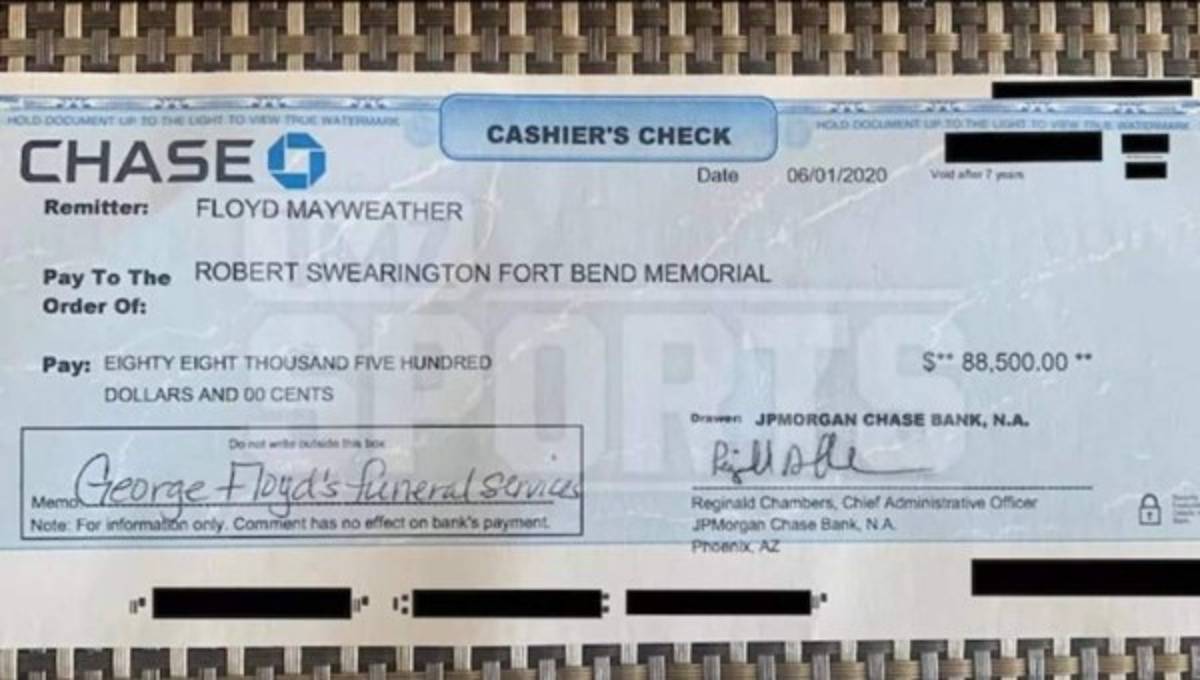 HOLD DOCUMENT UP TO THE LIGHT TO VIEW TRUE WATERMARK
CASHIER'S CHECK
HOLD DOCUMENT UP TO THE LIGHT TO VIEW TRUE WATERMARK
CHASE
Date 06/01/2020
Void after 7 years
Remitter: FLOYD MAYWEATHER
Pay To The ROBERT SWEARINGTON FORT BEND MEMORIAL
Order Of:
Pay: EIGHTY EIGHT THOUSAND FIVE HUNDRED
$** 88,500.00 **
DOLLARS AND 00 CENTS
SPORTS
Do not write outside this box
Memo George Floyd's funeral services
Note: For information only. Comment has no effect on bank's payment.
Drawer: JPMORGAN CHASE BANK, N.A.
Reginald Chambers, Chief Administrative Officer
JPMorgan Chase Bank, N.A.
Phoenix, AZ